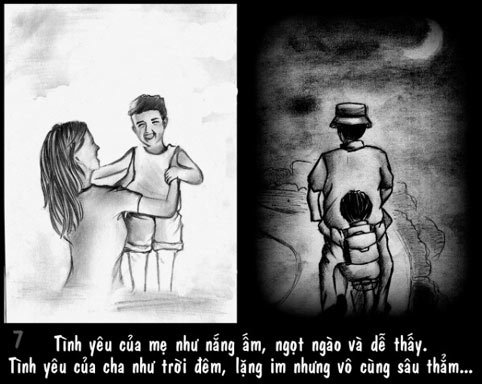 7
Tình yêu của mẹ như nắng ấm, ngọt ngào và dễ thấy.
Tình yêu của cha như trời đêm, lặng im nhưng vô cùng sâu thẳm...